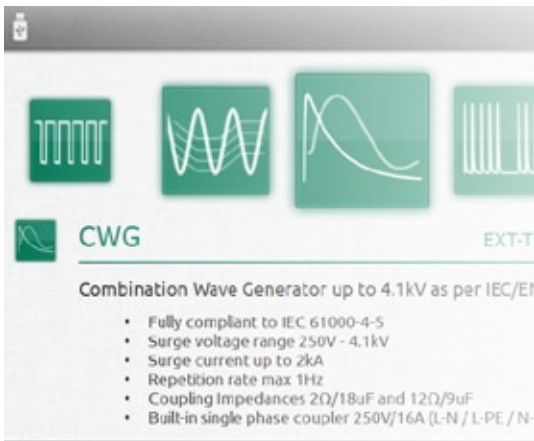 CWG
EXT-T
Combination Wave Generator up to 4.1kV as per IEC/EN
• Fully compliant to IEC 61000-4-5
• Surge voltage range 250V - 4.1kV
• Surge current up to 2kA
• Repetition rate max 1Hz
• Coupling Impedances 2Ω/18uF and 12Ω/9uF
• Built-in single phase coupler 250V/16A (L-N / L-PE / N-